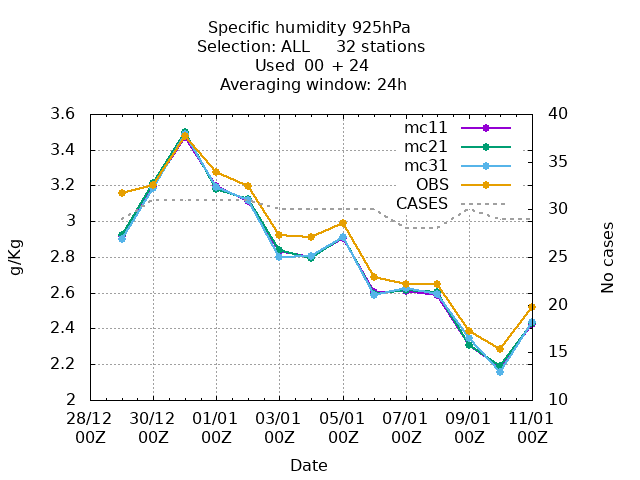 Specific humidity 925hPa
Selection: ALL 32 stations
Used 00 + 24
Averaging window: 24h
3.6
3.4
3.2
3
2.8
2.6
2.4
2.2
2
g/Kg
40
35
30
25
20
15
10
No cases
mc11
mc21
mc31
OBS
CASES
28/12 30/12 01/01 03/01 05/01 07/01 09/01 11/01
00Z 00Z 00Z 00Z 00Z 00Z 00Z 00Z
Date